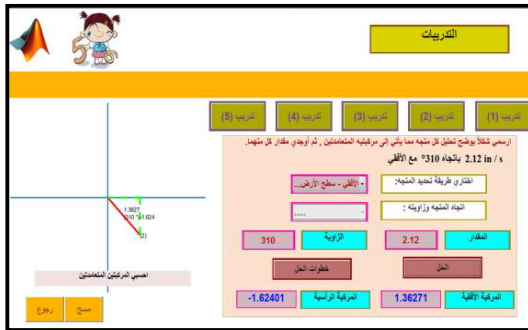 التدريبات
تدريب (1)
تدريب (2)
تدريب (3)
تدريب (4)
تدريب (5)
ارسمي شكلاً يوضح تحليل كل متجه مما يأتي إلى مركبتيه المتعامدتين , ثم أوجدي مقدار كل منهما.
2.12 in / s باتجاه 310° مع الأفقي
اختاري طريقة تحديد المتجه:
الأفقي - سطح الأرض...
اتجاه المتجه وزاويته :
.....
المقدار
2.12
الزاوية
310
الحل
خطوات الحل
المركبة الأفقية
1.36271
المركبة الرأسية
-1.62401
1.3627
-1.624
احسبي المركبتين المتعامدتين
مسح
رجوع